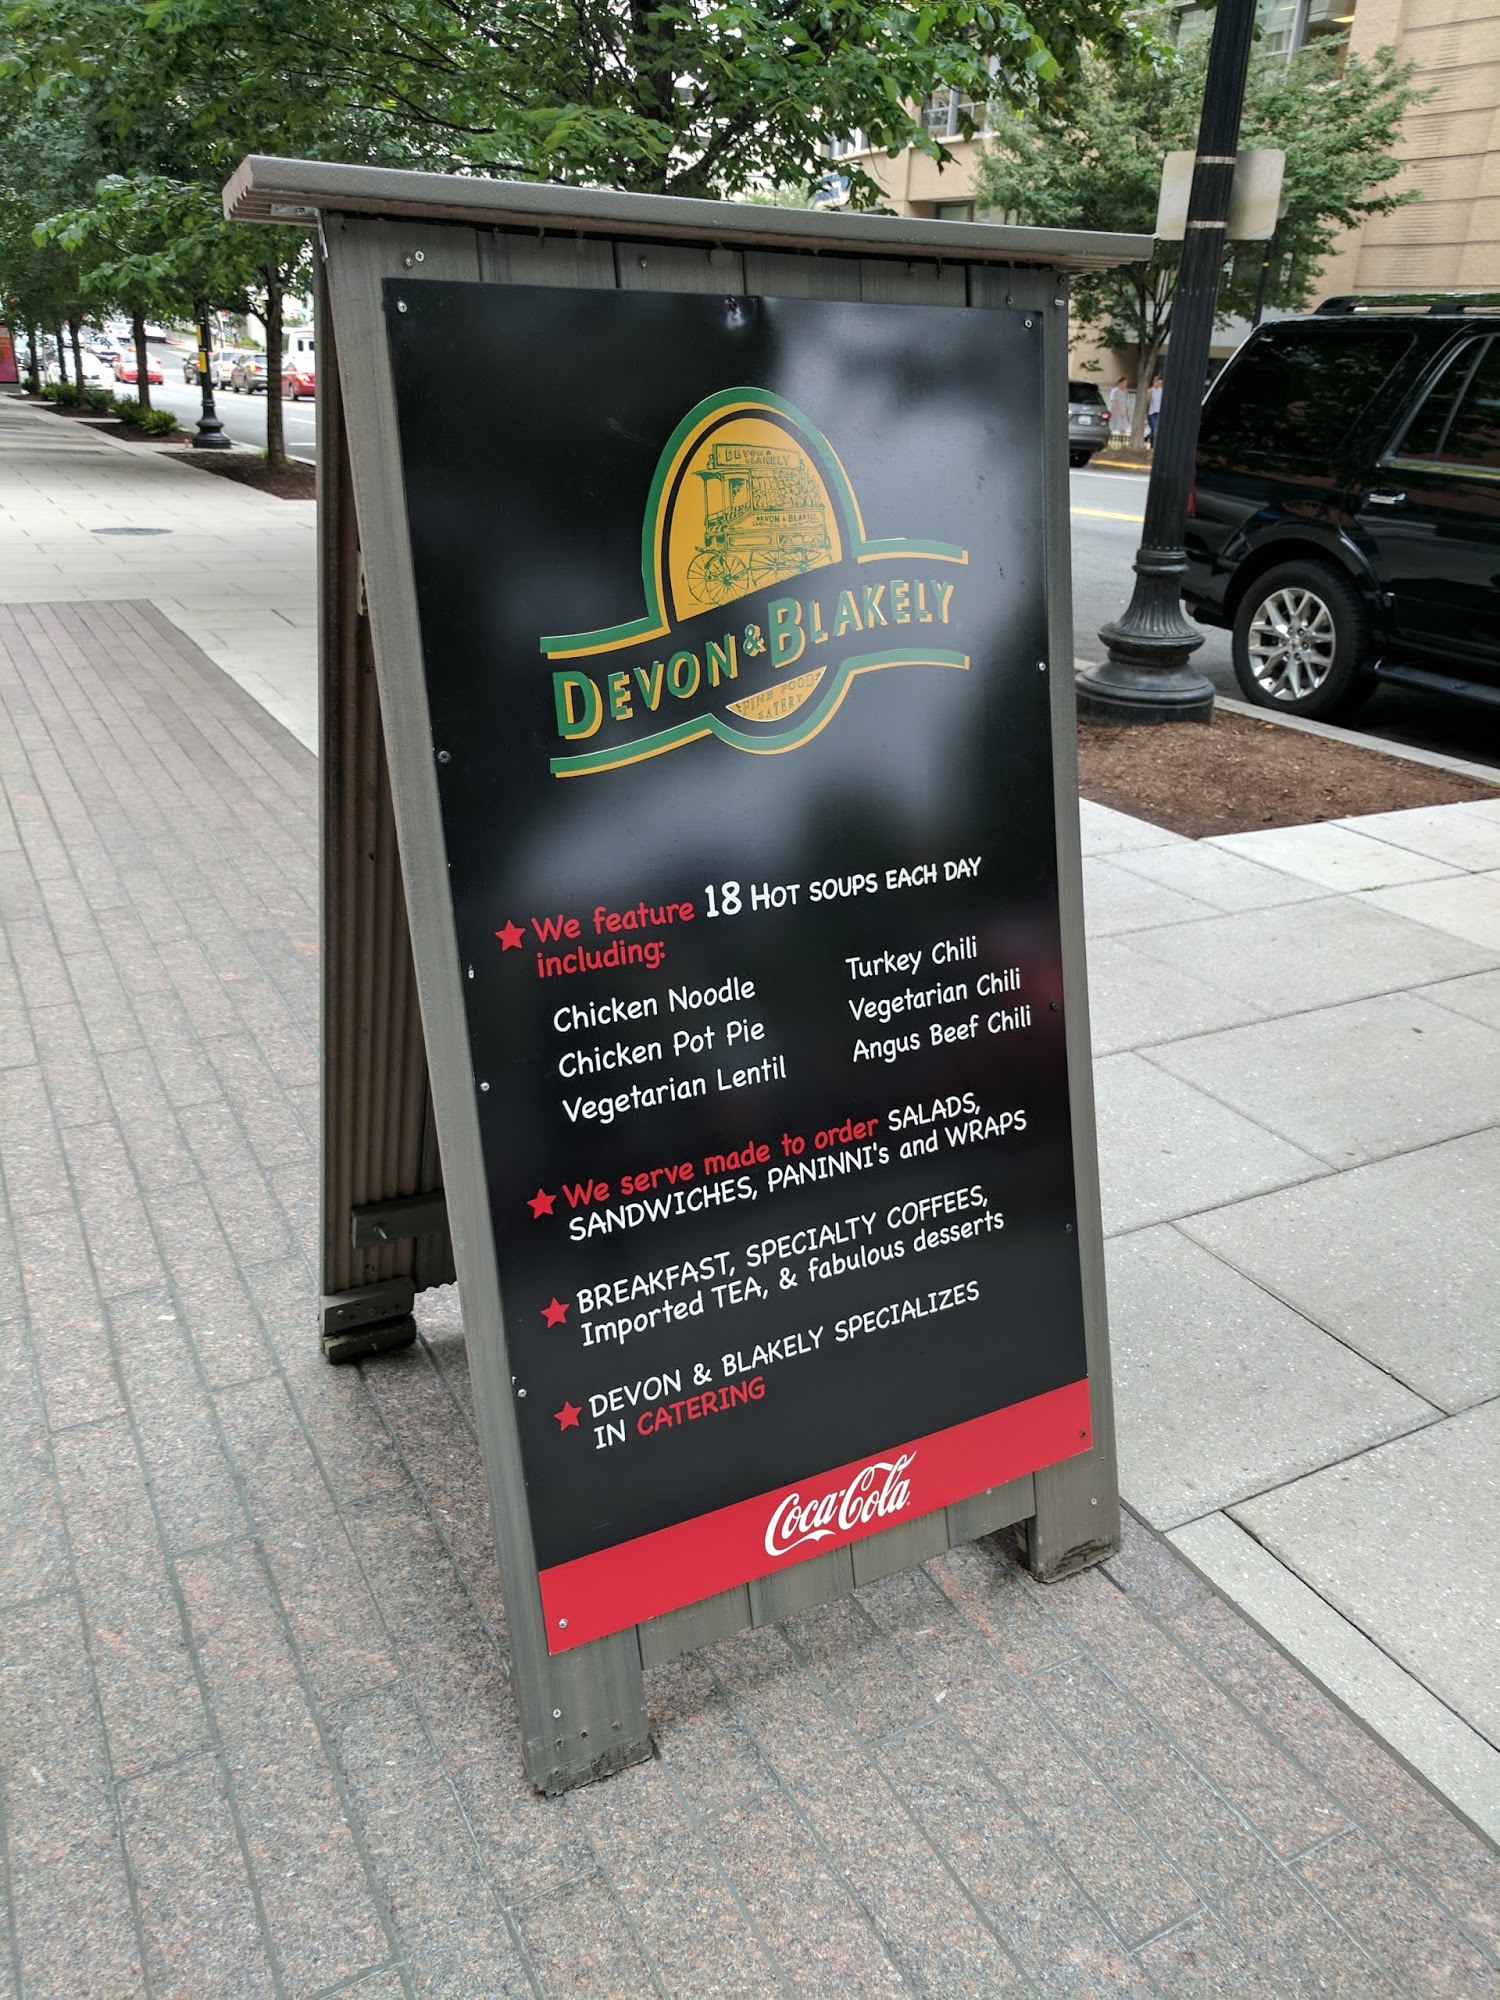 DEVON &
BLAKELY
DEVON & BLAKELY
DEVON & BLAKELY
FINE FOODS
EATERY
We feature 18 HOT SOUPS EACH DAY
including:
Chicken Noodle
Chicken Pot Pie
Vegetarian Lentil
Turkey Chili
Vegetarian Chili
Angus Beef Chili
We serve made to order SALADS,
SANDWICHES, PANINNI's and WRAPS
BREAKFAST, SPECIALTY COFFEES,
Imported TEA, & fabulous desserts
DEVON & BLAKELY SPECIALIZES
IN CATERING
Coca-Cola